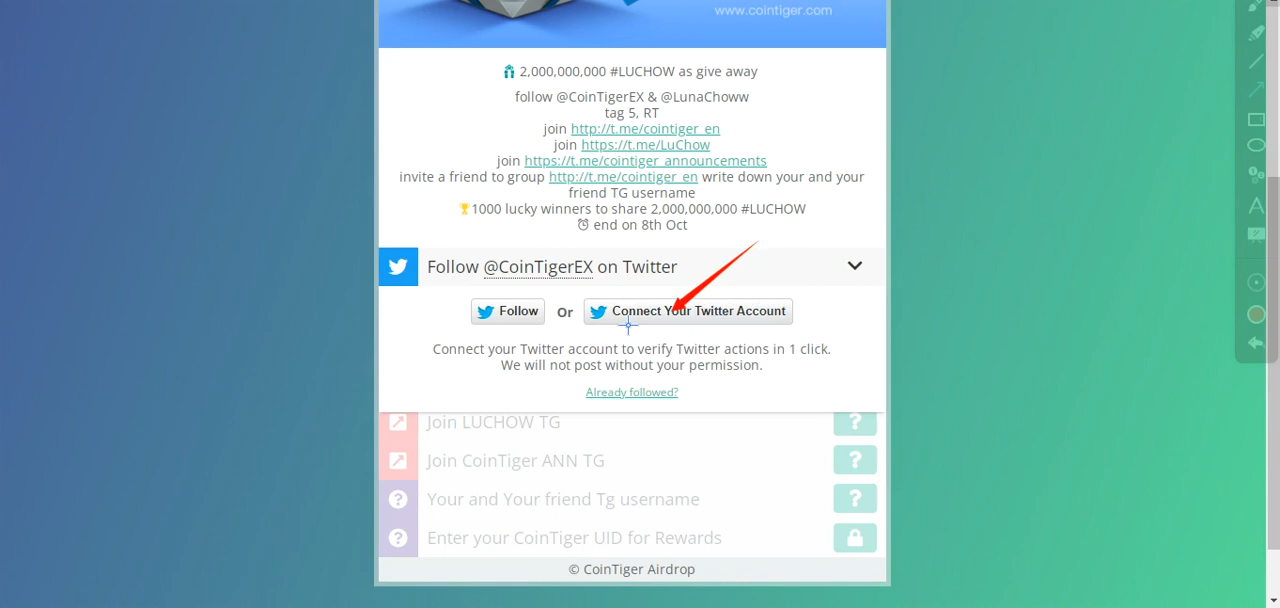 www.cointiger.com
2,000,000,000 #LUCHOW as give away
follow @CoinTigerEX & @LunaChoww
tag 5, RT
join http://t.me/cointiger_en
join https://t.me/LuChow
join https://t.me/cointiger_announcements
invite a friend to group http://t.me/cointiger_en write down your and your
friend TG username
🏆1000 lucky winners to share 2,000,000,000 #LUCHOW
⏰ end on 8th Oct
Follow @CoinTigerEX on Twitter
Follow Or Connect Your Twitter Account
Connect your Twitter account to verify Twitter actions in 1 click.
We will not post without your permission.
Already followed?
Join LUCHOW TG ?
Join CoinTiger ANN TG ?
? Your and Your friend Tg username ?
? Enter your CoinTiger UID for Rewards
© CoinTiger Airdrop
A